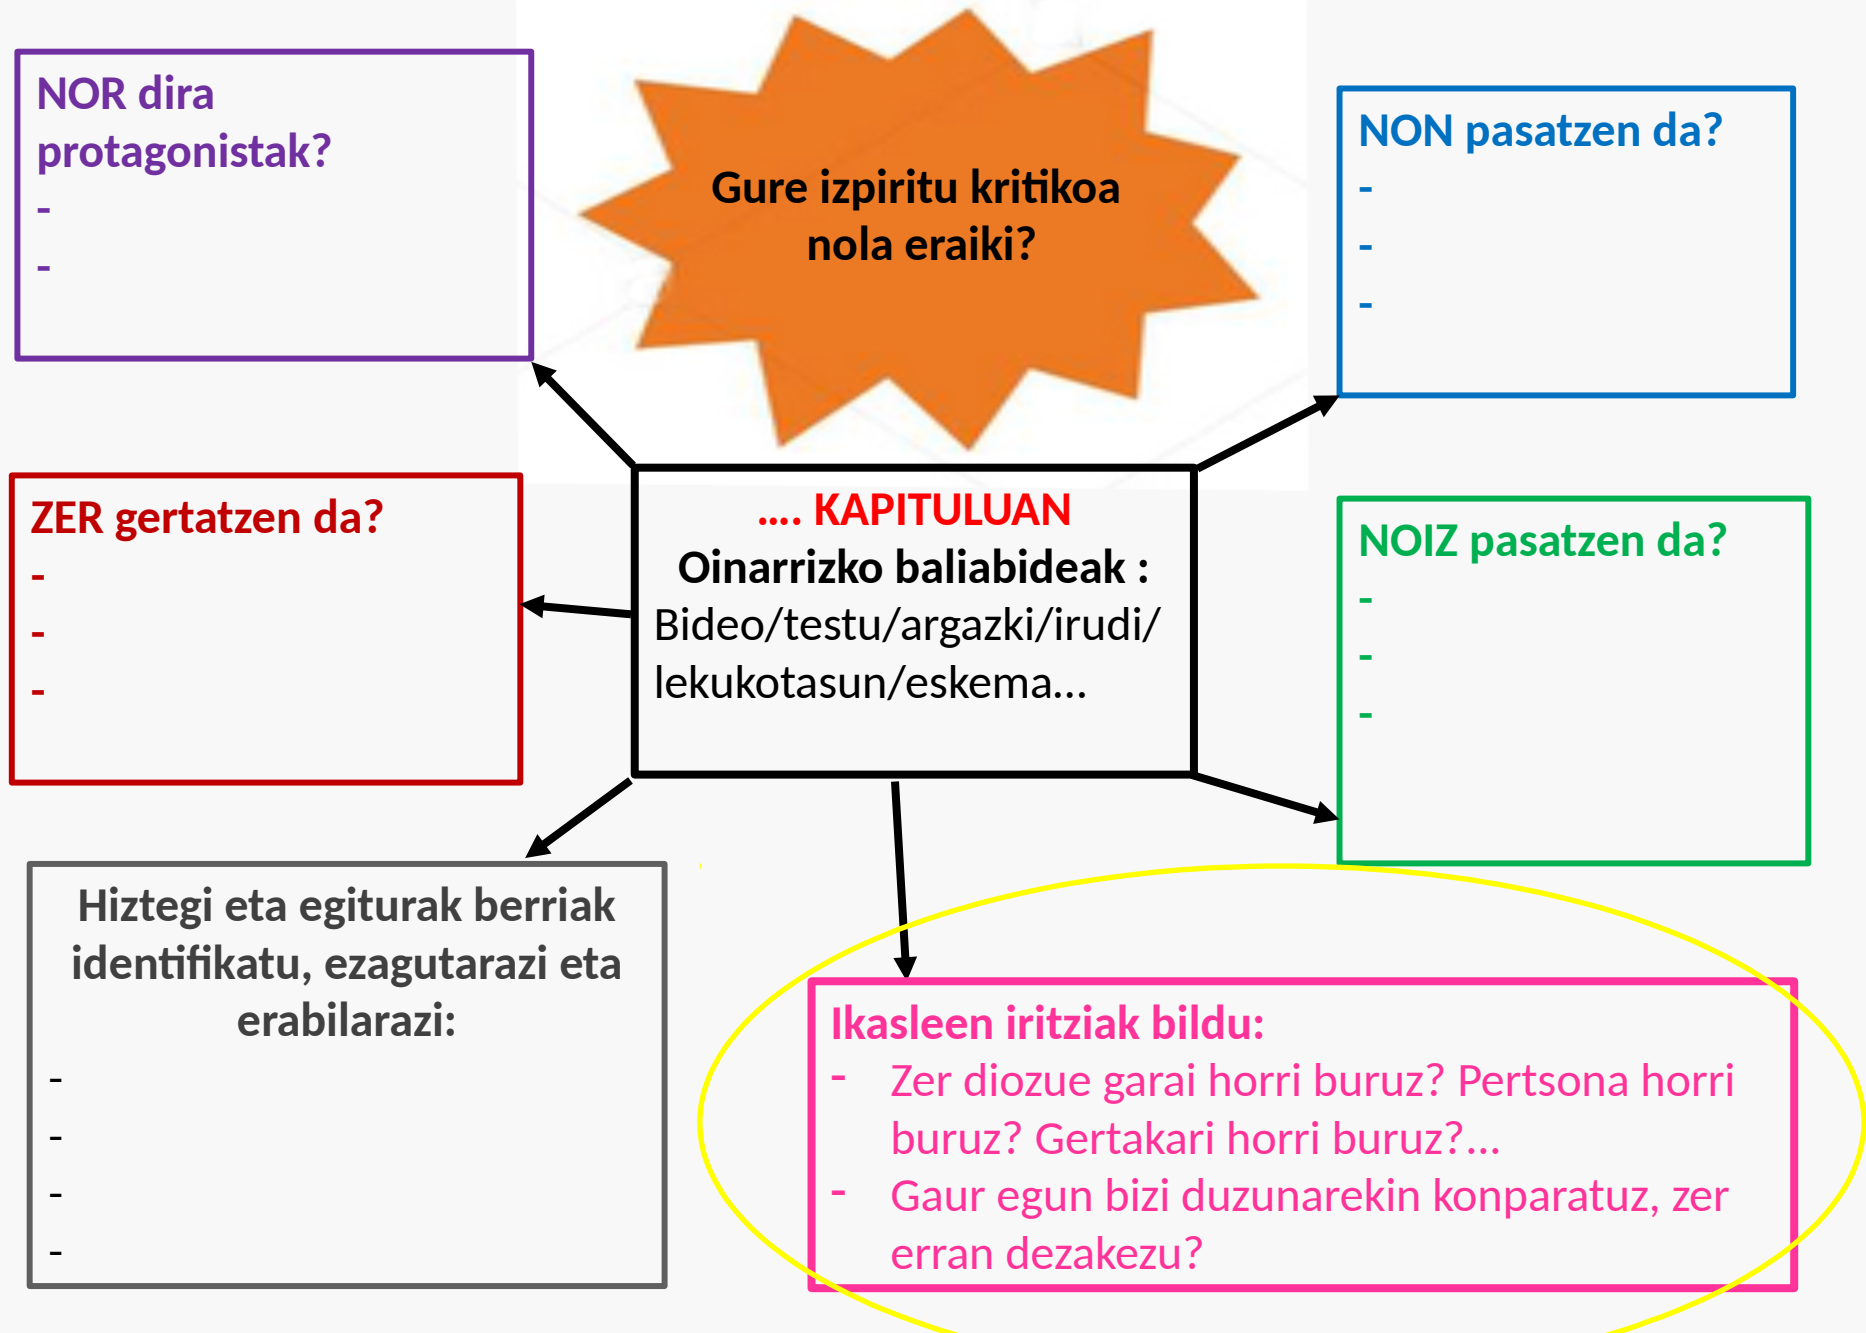 NOR dira
protagonistak?
-
-
Gure izpiritu kritikoa
nola eraiki?
NON pasatzen da?
-
-
-
ZER gertatzen da?
-
-
-
…. KAPITULUAN
Oinarrizko baliabideak :
Bideo/testu/argazki/irudi/
lekukotasun/eskema…
NOIZ pasatzen da?
-
-
-
Hiztegi eta egiturak berriak
identifikatu, ezagutarazi eta
erabilarazi:
-
-
-
-
Ikasleen iritziak bildu:
- Zer diozue garai horri buruz? Pertsona horri
buruz? Gertakari horri buruz?...
- Gaur egun bizi duzunarekin konparatuz, zer
erran dezakezu?